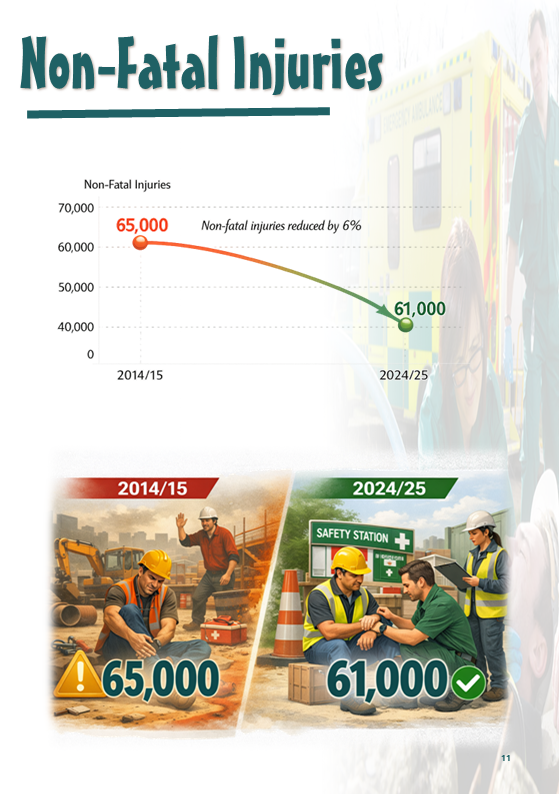 Non-Fatal Injuries
EMERGENCY AMBULANCE
Non-Fatal Injuries
70,000
65,000
Non-fatal injuries reduced by 6%
60,000
50,000
61,000
40,000
0
2014/15
2024/25
2014/15
2024/25
SAFETY STATION
65,000
61,000
11